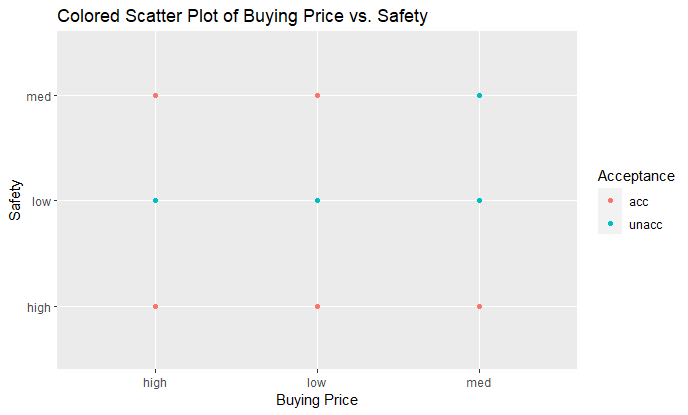 Colored Scatter Plot of Buying Price vs. Safety
med
low
high
Safety
high
low
med
Buying Price
Acceptance
acc
unacc